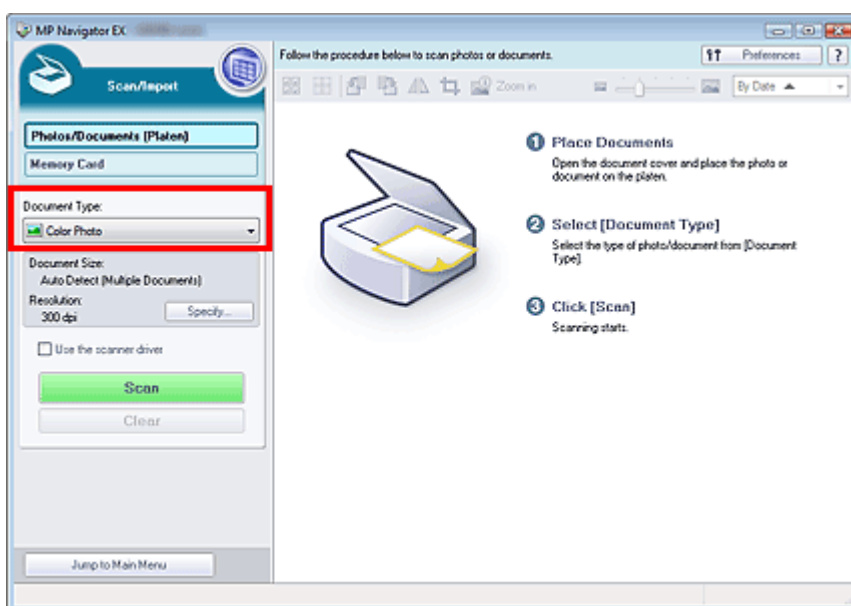 MP Navigator EX
Scan/Import
Photos/Documents (Platen)
Memory Card
Document Type:
Color Photo
Document Size:
Auto Detect (Multiple Documents)
Resolution:
300 dpi
Specify...
Use the scanner driver
Scan
Clear
Jump to Main Menu
Follow the procedure below to scan photos or documents.
Preferences
?
Zoom in
By Date
1 Place Documents
Open the document cover and place the photo or
document on the platen.
2 Select [Document Type]
Select the type of photo/document from [Document
Type]
3 Click [Scan]
Scanning starts.